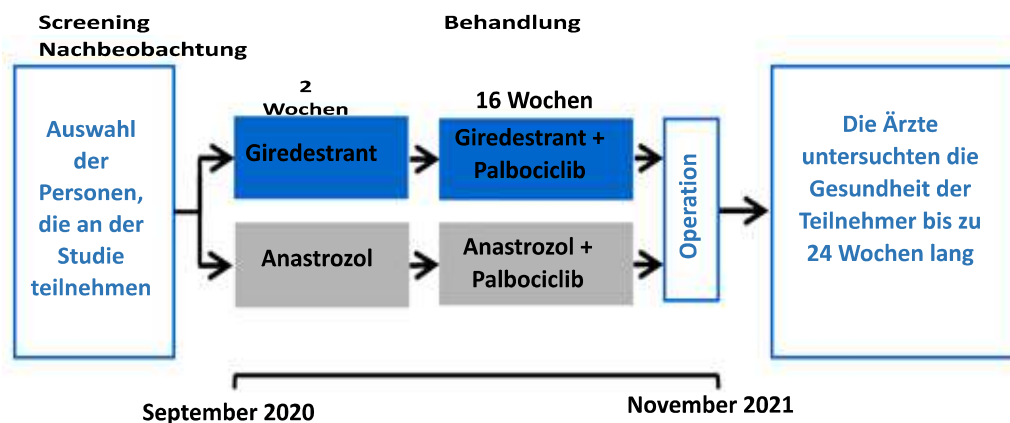 Screening
Nachbeobachtung
Behandlung
Auswahl
der
Personen,
die an der
Studie
teilnehmen
2
Wochen
Giredestrant
16 Wochen
Giredestrant +
Palbociclib
Anastrozol
Anastrozol +
Palbociclib
Operation
Die Ärzte
untersuchten die
Gesundheit der
Teilnehmer bis zu
24 Wochen lang
September 2020
November 2021